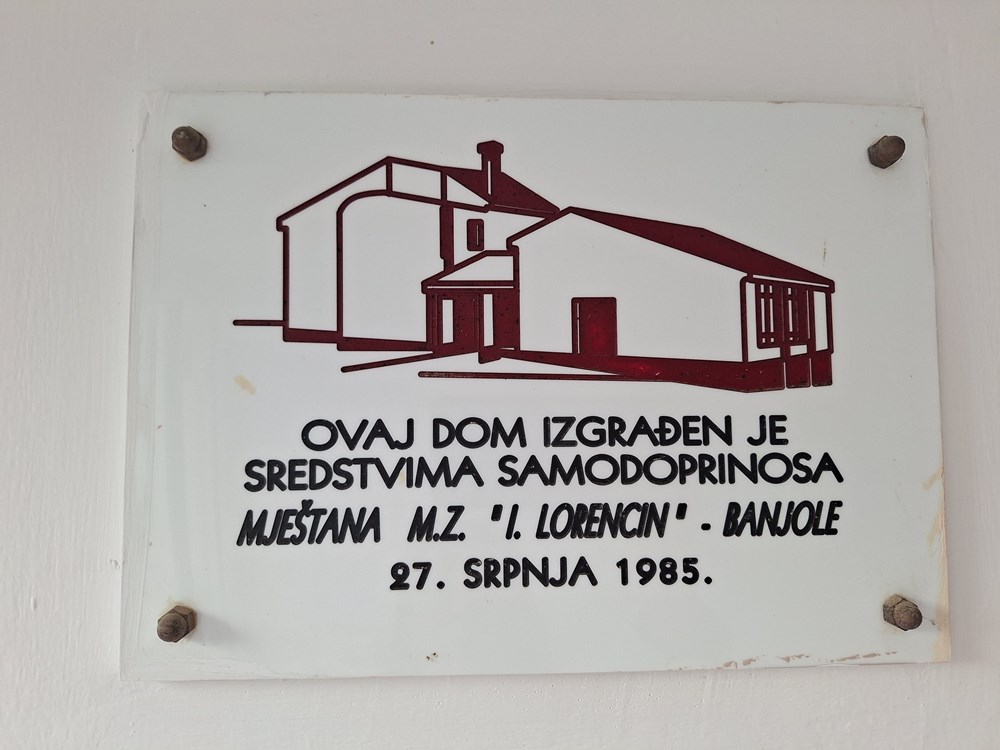 OVAJ DOM IZGRAĐEN JE
SREDSTVIMA SAMODOPRINOSA
MJEŠTANA M.Z. "I. LORENCIN" - BANJOLE
27. SRPNJA 1985.